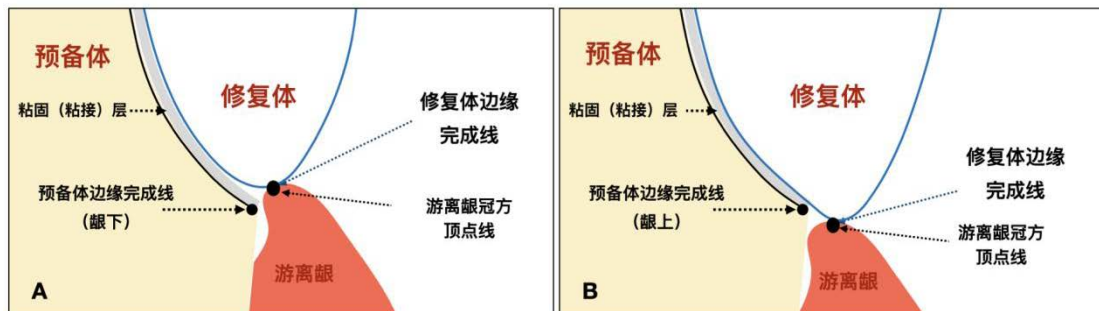 预备体
粘固（粘接）层
修复体
修复体边缘
完成线
预备体边缘完成线
（龈下）
游离龈冠方
顶点线
游离龈
A
预备体
粘固（粘接）层
修复体
修复体边缘
完成线
预备体边缘完成线
（龈上）
游离龈冠方
顶点线
游离龈
B